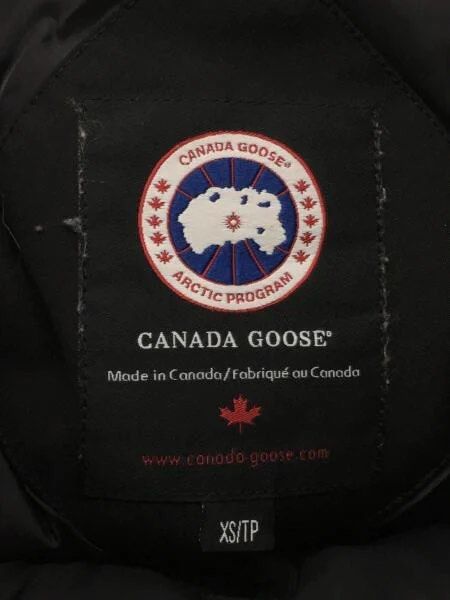 CANADA GOOSE®
ARCTIC PROGRAM
CANADA GOOSE®
Made in Canada/Fabriqué au Canada
www.canada-goose.com
XS/TP